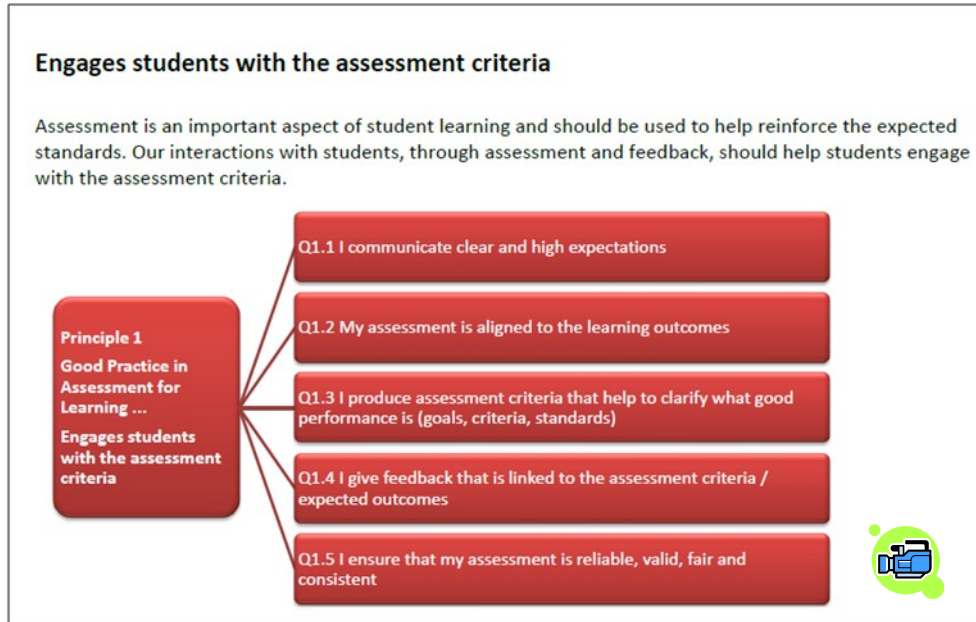 Engages students with the assessment criteria
Assessment is an important aspect of student learning and should be used to help reinforce the expected
standards. Our interactions with students, through assessment and feedback, should help students engage
with the assessment criteria.
Principle 1
Good Practice in
Assessment for
Learning ...
Engages students
with the assessment
criteria
Q1.1 I communicate clear and high expectations
Q1.2 My assessment is aligned to the learning outcomes
Q1.3 I produce assessment criteria that help to clarify what good
performance is (goals, criteria, standards)
Q1.4 I give feedback that is linked to the assessment criteria /
expected outcomes
Q1.5 I ensure that my assessment is reliable, valid, fair and
consistent